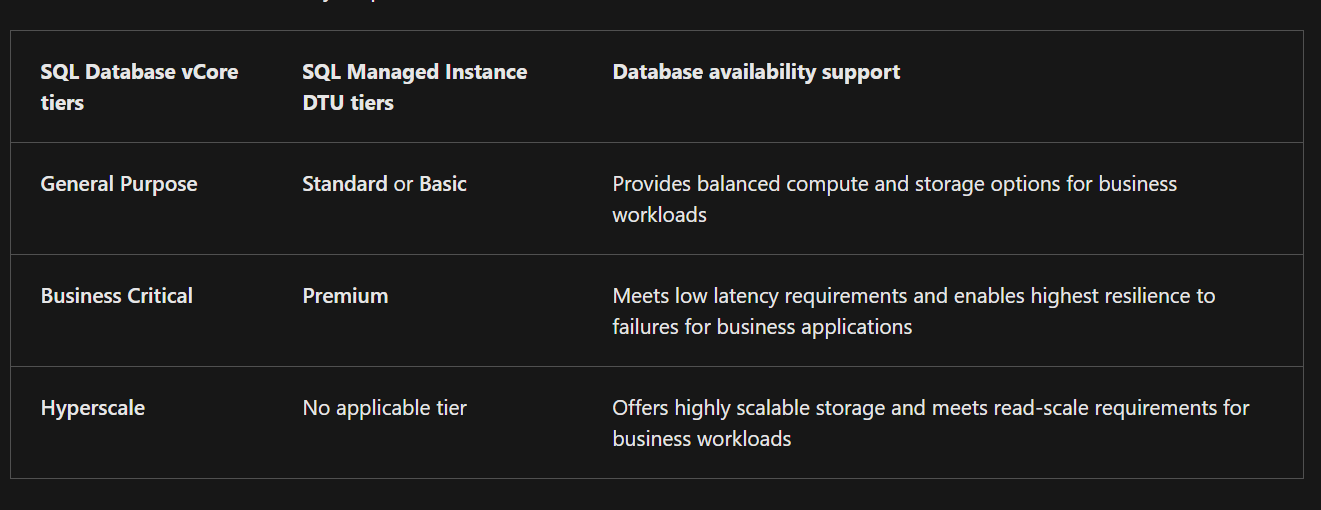 SQL Database vCore
tiers
SQL Managed Instance
DTU tiers
Database availability support
General Purpose
Standard or Basic
Provides balanced compute and storage options for business
workloads
Business Critical
Premium
Meets low latency requirements and enables highest resilience to
failures for business applications
Hyperscale
No applicable tier
Offers highly scalable storage and meets read-scale requirements for
business workloads